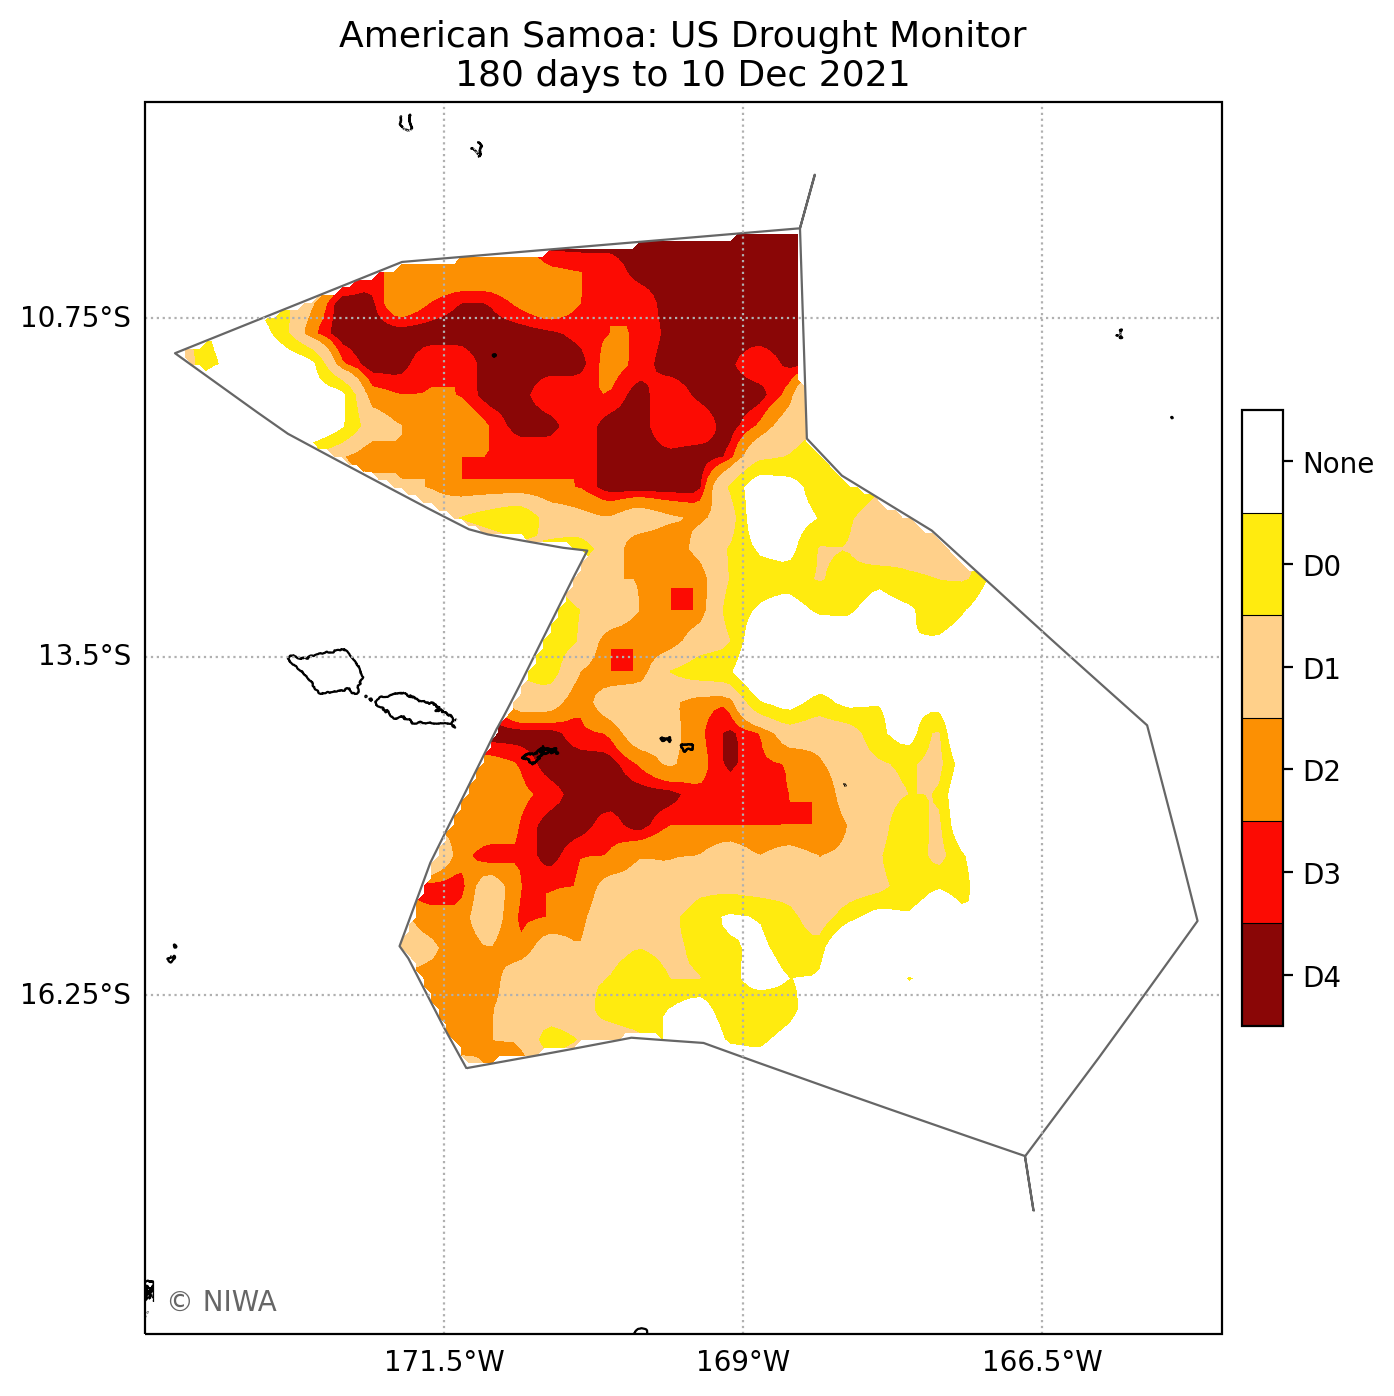 American Samoa: US Drought Monitor
180 days to 10 Dec 2021
10.75°S
13.5°S
16.25°S
171.5°W
169°W
166.5°W
None
D0
D1
D2
D3
D4
© NIWA